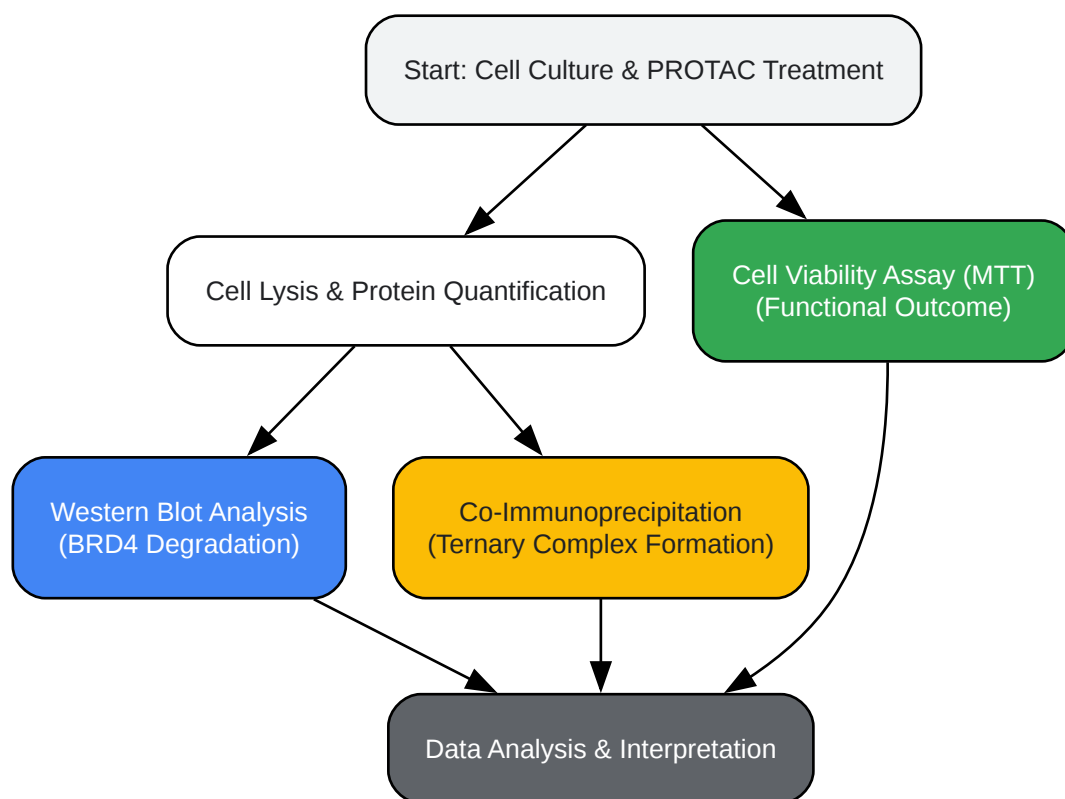 Start: Cell Culture & PROTAC Treatment
Cell Lysis & Protein Quantification
Cell Viability Assay (MTT)
(Functional Outcome)
Western Blot Analysis
(BRD4 Degradation)
Co-Immunoprecipitation
(Ternary Complex Formation)
Data Analysis & Interpretation